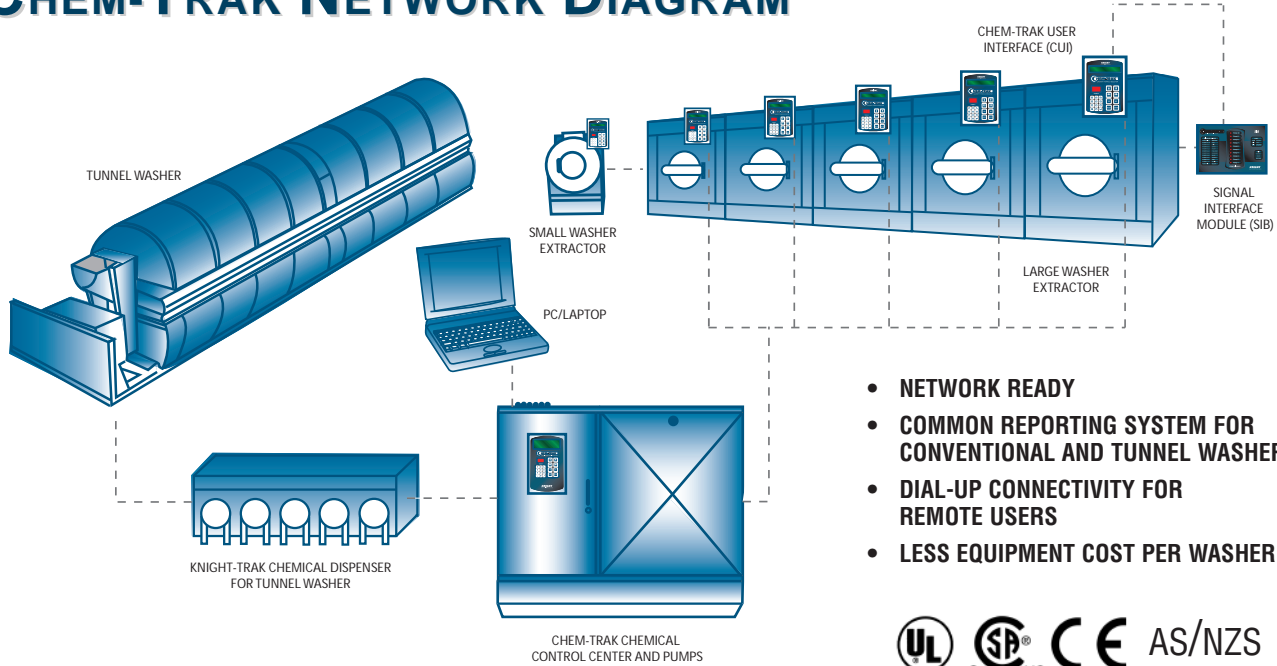 CHEM-TRAK NETWORK DIAGRAM
CHEM-TRAK USER
INTERFACE (CUI)
TUNNEL WASHER
SMALL WASHER
EXTRACTOR
SIGNAL
INTERFACE
MODULE (SIB)
LARGE WASHER
EXTRACTOR
PC/LAPTOP
• NETWORK READY
• COMMON REPORTING SYSTEM FOR
CONVENTIONAL AND TUNNEL WASHER
• DIAL-UP CONNECTIVITY FOR
REMOTE USERS
• LESS EQUIPMENT COST PER WASHER
KNIGHT-TRAK CHEMICAL DISPENSER
FOR TUNNEL WASHER
CHEM-TRAK CHEMICAL
CONTROL CENTER AND PUMPS
UL SP® CE AS/NZS